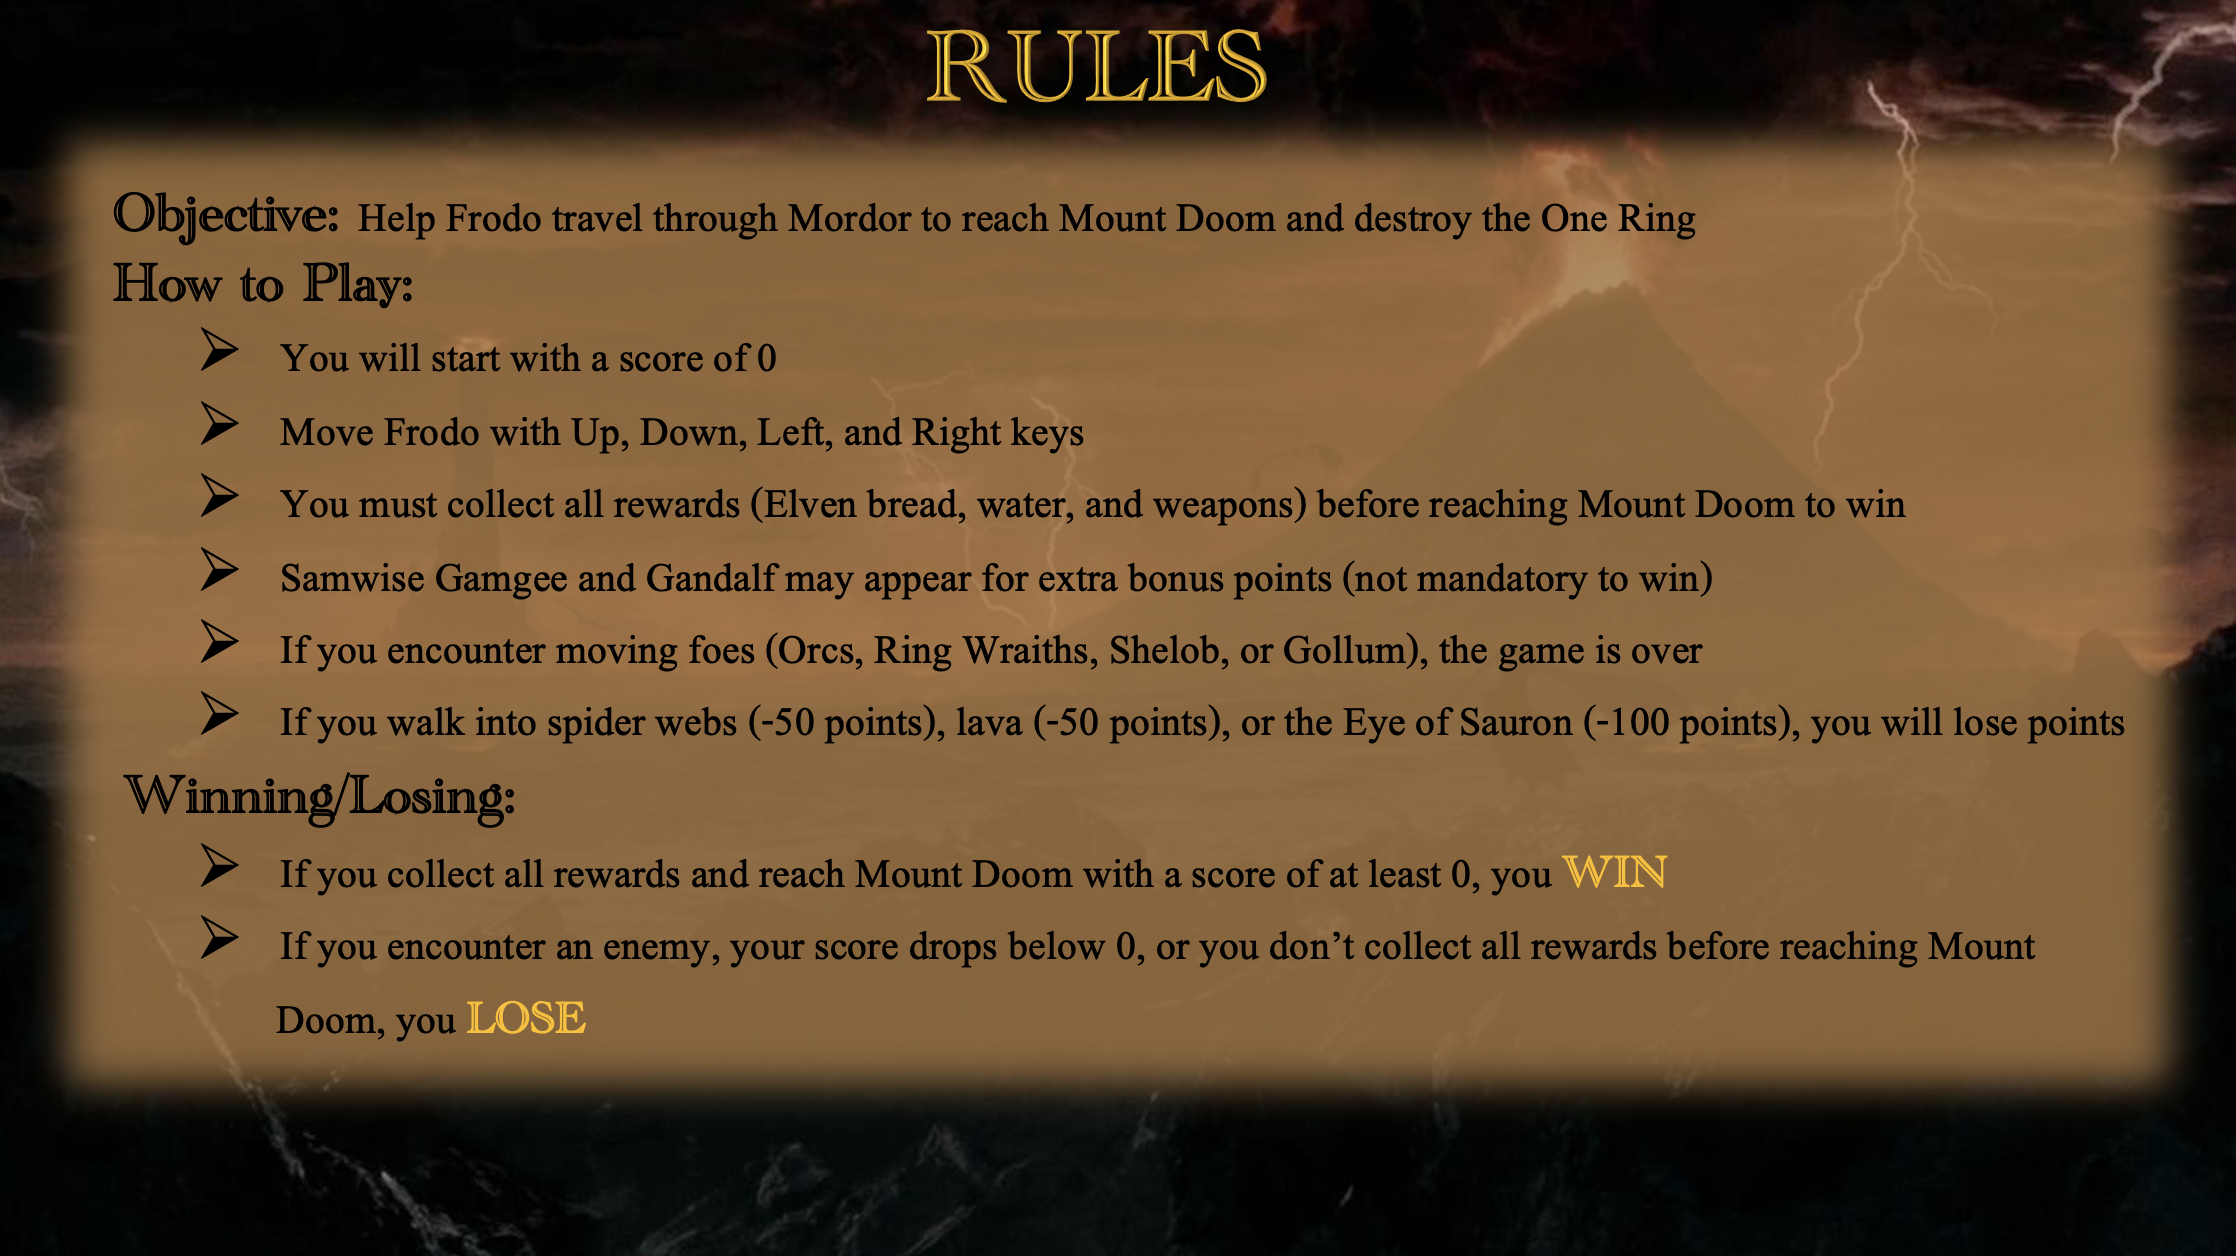 RULES
Objective: Help Frodo travel through Mordor to reach Mount Doom and destroy the One Ring
How to Play:
➢ You will start with a score of 0
➢ Move Frodo with Up, Down, Left, and Right keys
➢ You must collect all rewards (Elven bread, water, and weapons) before reaching Mount Doom to win
➢ Samwise Gamgee and Gandalf may appear for extra bonus points (not mandatory to win)
➢ If you encounter moving foes (Orcs, Ring Wraiths, Shelob, or Gollum), the game is over
➢ If you walk into spider webs (-50 points), lava (-50 points), or the Eye of Sauron (-100 points), you will lose points
Winning/Losing:
➢ If you collect all rewards and reach Mount Doom with a score of at least 0, you WIN
➢ If you encounter an enemy, your score drops below 0, or you don’t collect all rewards before reaching Mount
Doom, you LOSE